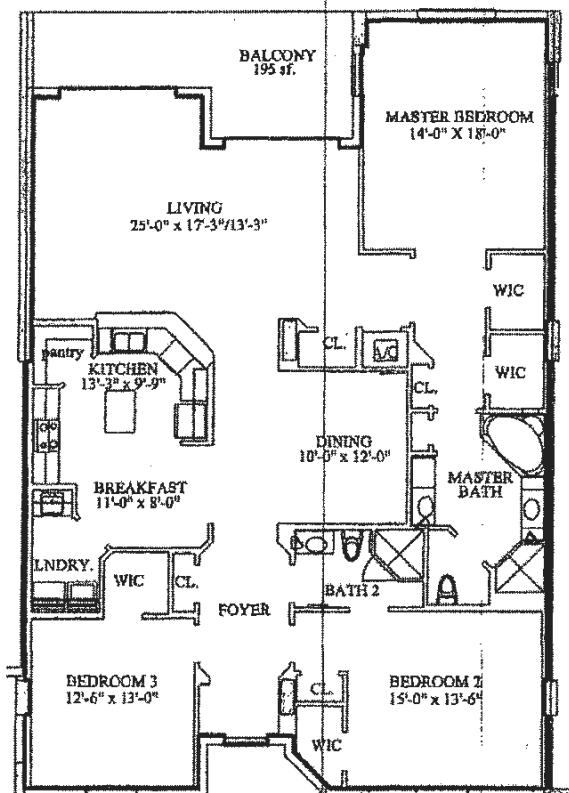 BALCONY
195 sf.
MASTER BEDROOM
14'-0" X 18'-0"
LIVING
25'-0" x 17'-3"/13'-3"
WIC
pantry
KITCHEN
13'-3" x 9'-9"
CL.
A/C
WIC
CL.
DINING
10'-0" x 12'-0"
BREAKFAST
11'-0" x 8'-0"
MASTER
BATH
LNDRY.
WIC
CL.
BATH 2
FOYER
BEDROOM 3
12'-6" x 13'-0"
CL.
BEDROOM 2
15'-0" x 13'-6"
WIC